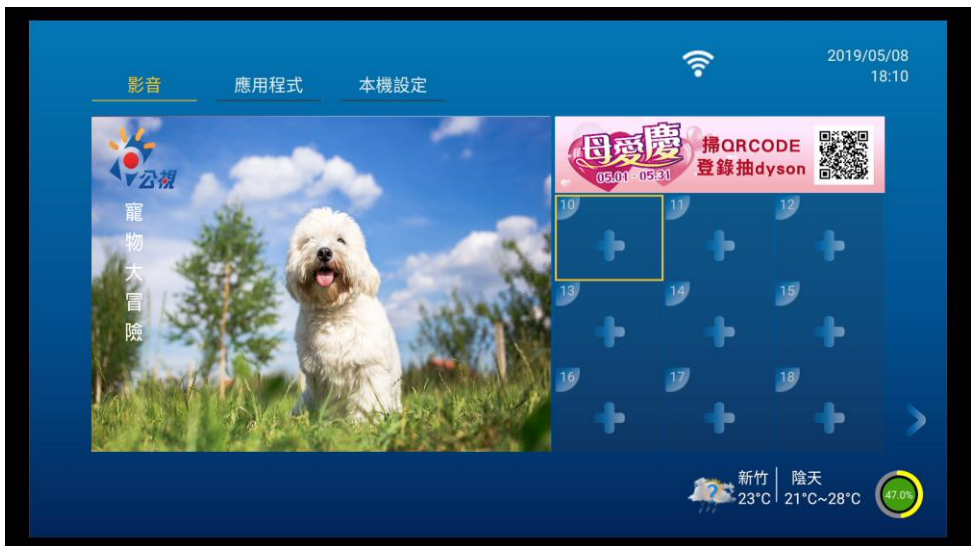 2019/05/08
18:10
影音
應用程式
本機設定
公視
寵
物
大
冒
險
母愛慶
05.01 - 05.31
掃QRCODE
登錄抽dyson
10
11
12
13
14
15
16
17
18
新竹
23°C
陰天
21°C~28°C
47.0%